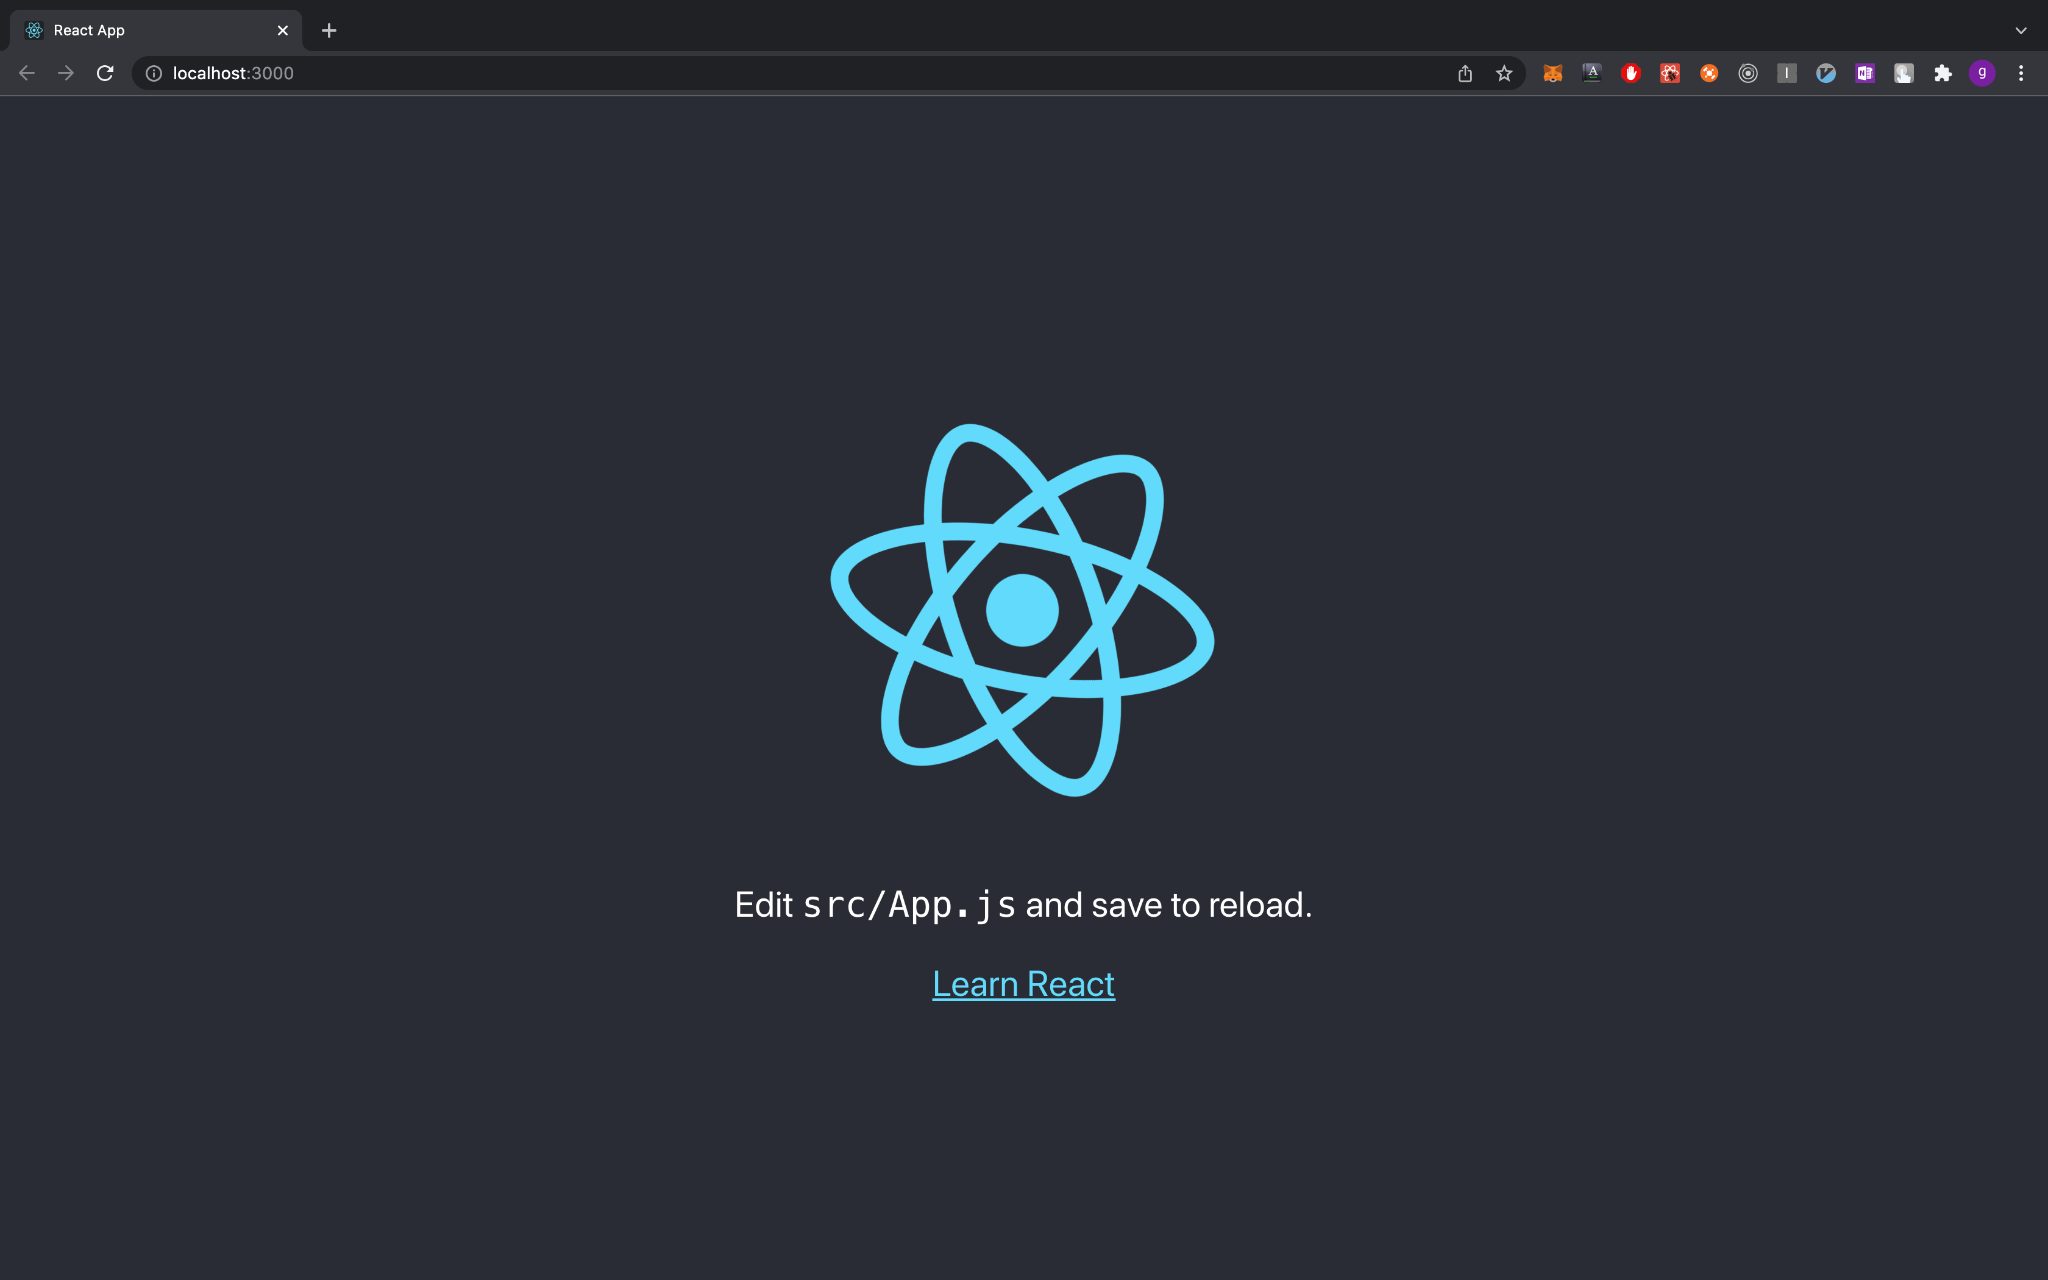 React App
localhost:3000
A
I
N
g
Edit src/App.js and save to reload.
Learn React